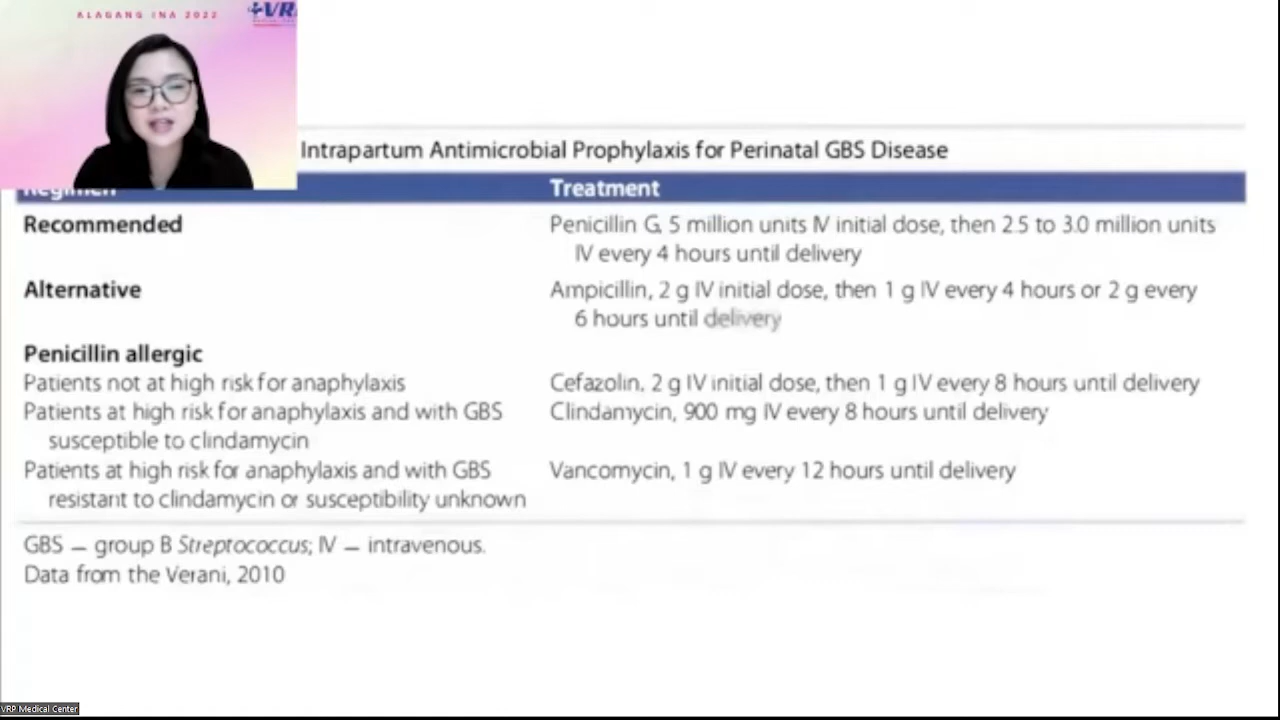 ALAGANG INA 2022
VR
Intrapartum Antimicrobial Prophylaxis for Perinatal GBS Disease
Regimen Treatment
Recommended Penicillin G, 5 million units IV initial dose, then 2.5 to 3.0 million units
IV every 4 hours until delivery
Alternative Ampicillin, 2 g IV initial dose, then 1 g IV every 4 hours or 2 g every
6 hours until delivery
Penicillin allergic
Patients not at high risk for anaphylaxis Cefazolin, 2 g IV initial dose, then 1 g IV every 8 hours until delivery
Patients at high risk for anaphylaxis and with GBS Clindamycin, 900 mg IV every 8 hours until delivery
susceptible to clindamycin
Patients at high risk for anaphylaxis and with GBS Vancomycin, 1 g IV every 12 hours until delivery
resistant to clindamycin or susceptibility unknown
GBS — group B Streptococcus; IV — intravenous.
Data from the Verani, 2010
VRP Medical Center